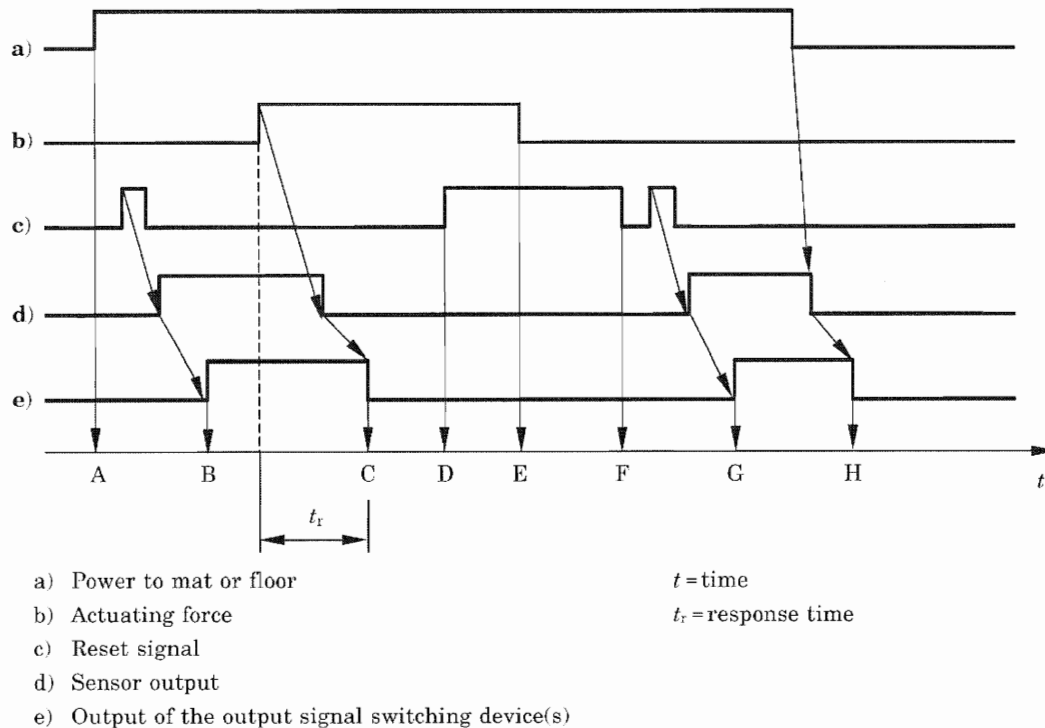 a)
b)
c)
d)
e)
A B C D E F G H t
tr
a) Power to mat or floor t = time
b) Actuating force tr = response time
c) Reset signal
d) Sensor output
e) Output of the output signal switching device(s)